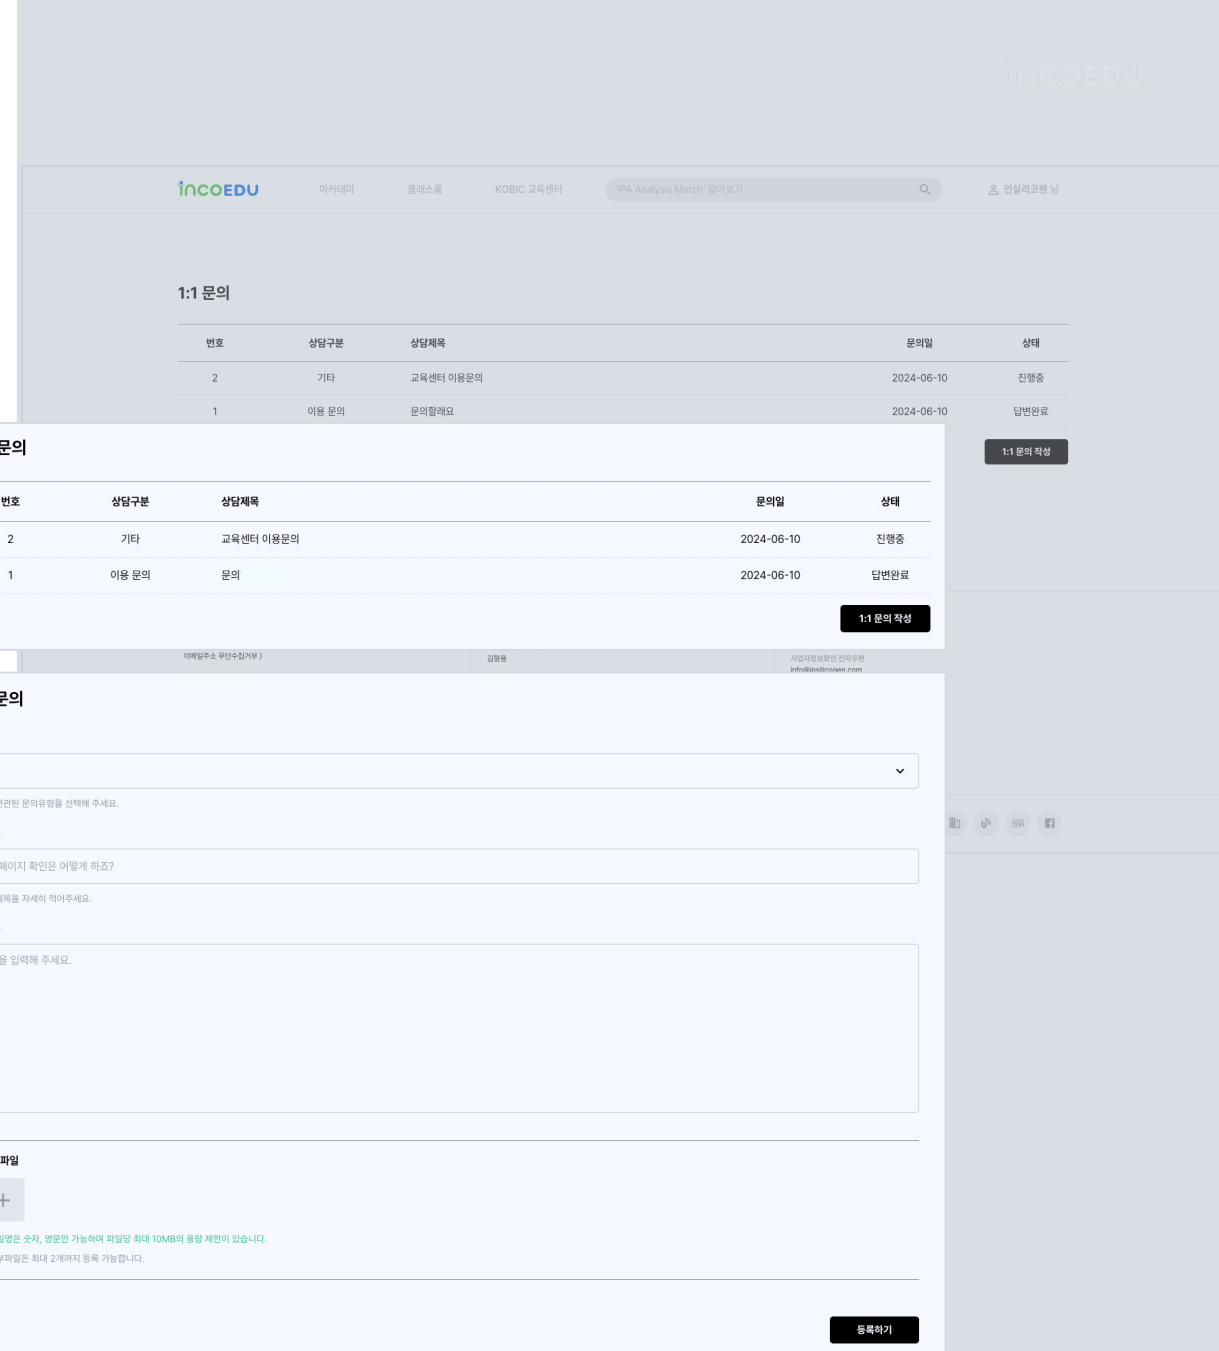 incoEDU
incoEDU 아카데미 클래스룸 KOBIC 교육센터 'IPA Analysis Match' 알아보기 인실리코젠 님
1:1 문의
번호 상담구분 상담제목 문의일 상태
2 기타 교육센터 이용문의 2024-06-10 진행중
1 이용 문의 문의할래요 2024-06-10 답변완료
1:1 문의 작성
문의
번호 상담구분 상담제목 문의일 상태
2 기타 교육센터 이용문의 2024-06-10 진행중
1 이용 문의 문의 2024-06-10 답변완료
1:1 문의 작성
이메일주소 무단수집거부 )
김형용
사업자정보확인 전자우편
info@insilicogen.com
문의
연관된 문의유형을 선택해 주세요.
페이지 확인은 어떻게 하죠?
제목을 자세히 적어주세요.
을 입력해 주세요.
파일
일명은 숫자, 영문만 가능하며 파일당 최대 10MB의 용량 제한이 있습니다.
부파일은 최대 2개까지 등록 가능합니다.
등록하기